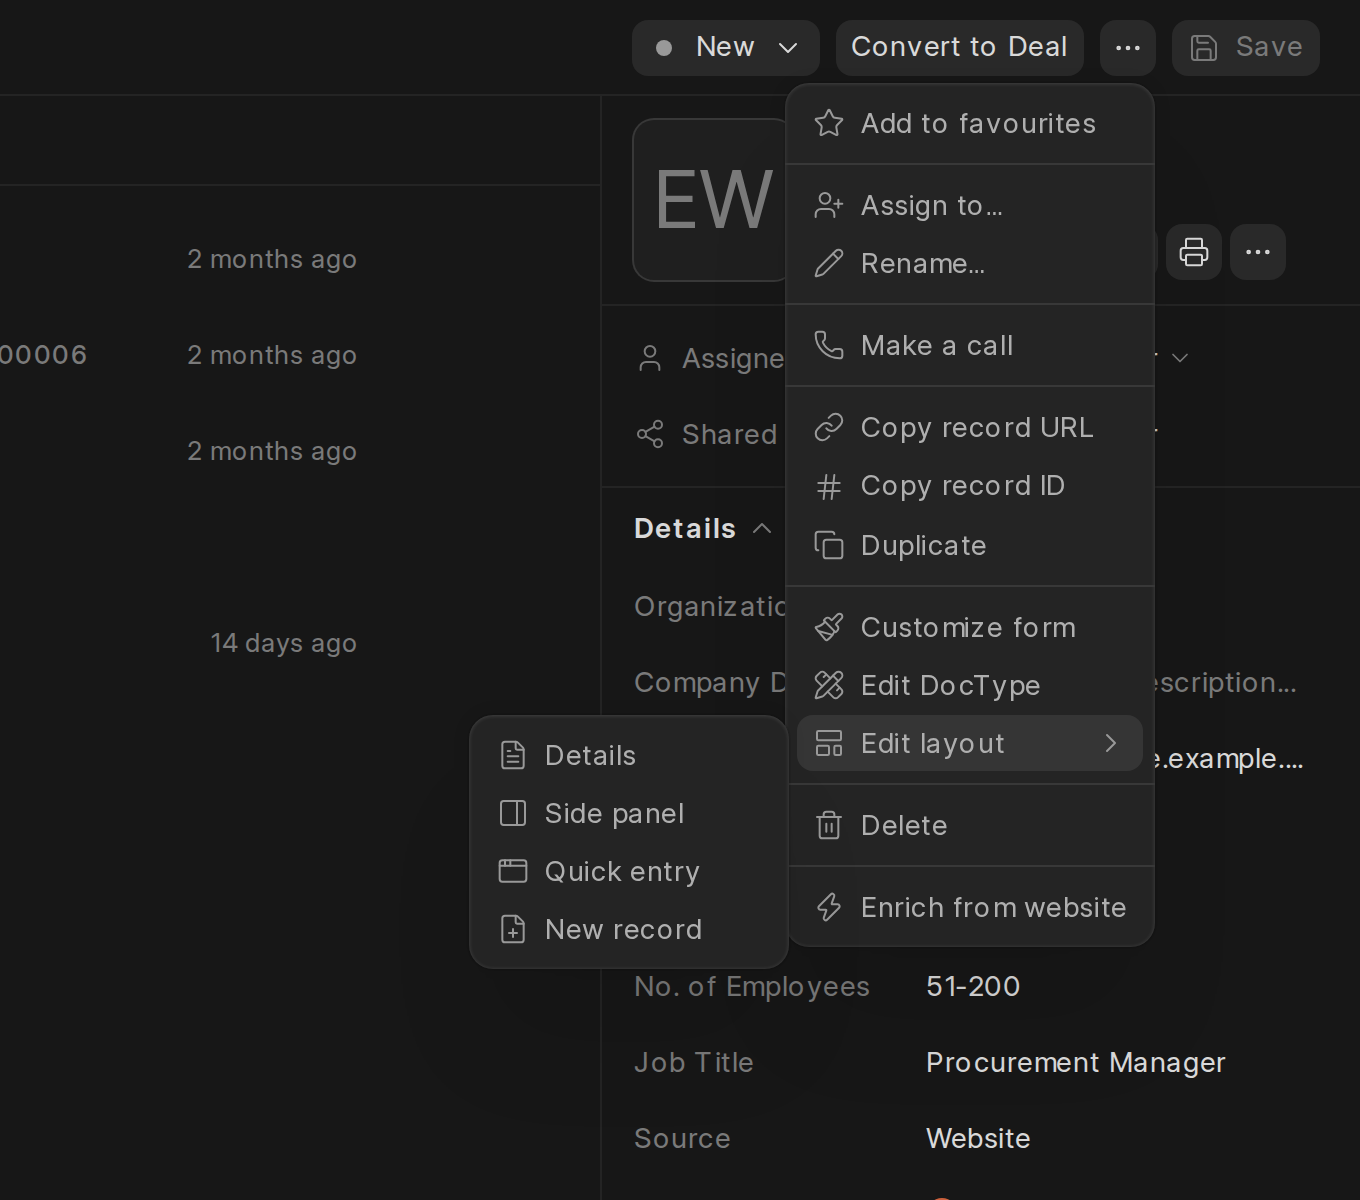 New
Convert to Deal
Save
Add to favourites
EW
Assign to...
Rename...
2 months ago
Make a call
00006
2 months ago
Assigne
Copy record URL
Shared
2 months ago
Copy record ID
Details
Duplicate
Organizatio
Customize form
14 days ago
Edit DocType
Company D
escription...
Edit layout
e.example....
Details
Side panel
Delete
Quick entry
Enrich from website
New record
No. of Employees
51-200
Job Title
Procurement Manager
Source
Website